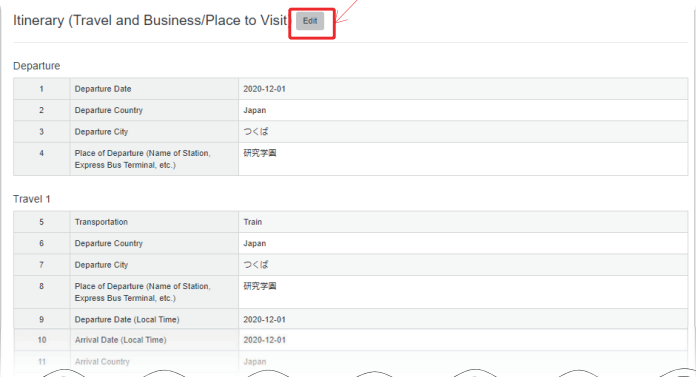 Itinerary (Travel and Business/Place to Visit) Edit
Departure
1 Departure Date 2020-12-01
2 Departure Country Japan
3 Departure City つくば
4 Place of Departure (Name of Station, 研究学園
Express Bus Terminal, etc.)
Travel 1
5 Transportation Train
6 Departure Country Japan
7 Departure City つくば
8 Place of Departure (Name of Station, 研究学園
Express Bus Terminal, etc.)
9 Departure Date (Local Time) 2020-12-01
10 Arrival Date (Local Time) 2020-12-01
11 Arrival Country Japan